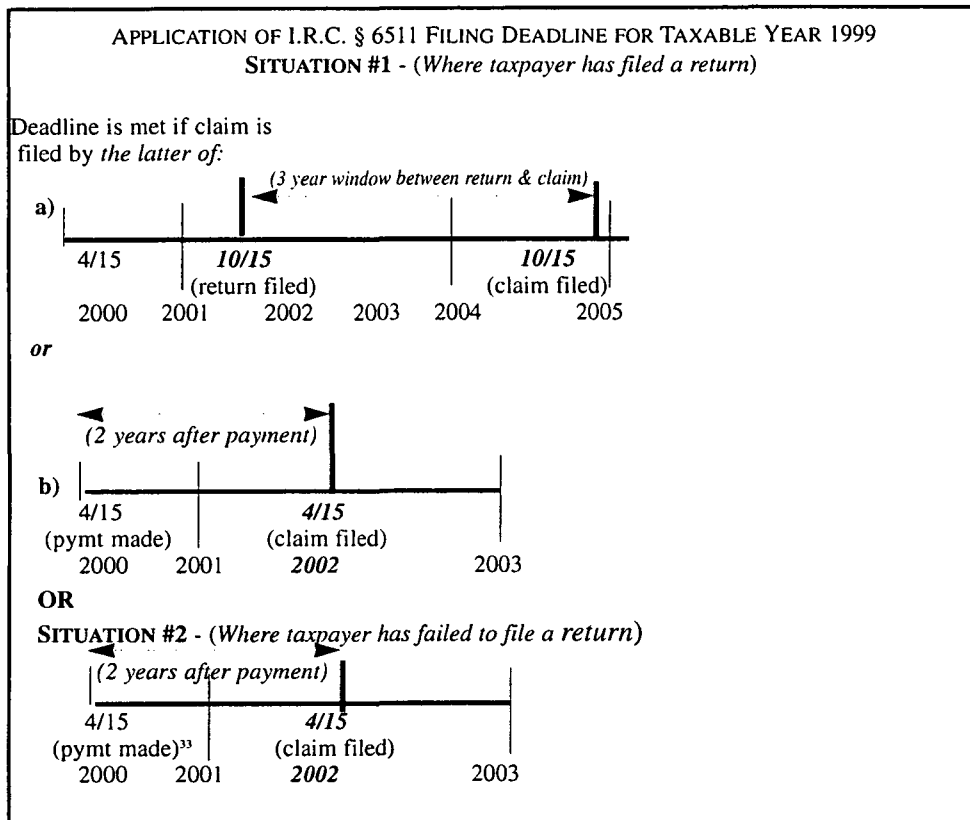 APPLICATION OF I.R.C. § 6511 FILING DEADLINE FOR TAXABLE YEAR 1999
SITUATION #1 - (Where taxpayer has filed a return)
Deadline is met if claim is
filed by the latter of:
(3 year window between return & claim)
a)
4/15 10/15 10/15
(return filed) (claim filed)
2000 2001 2002 2003 2004 2005
or
(2 years after payment)
b)
4/15 4/15
(pymt made) (claim filed)
2000 2001 2002 2003
OR
SITUATION #2 - (Where taxpayer has failed to file a return)
(2 years after payment)
4/15 4/15
(pymt made)³³ (claim filed)
2000 2001 2002 2003